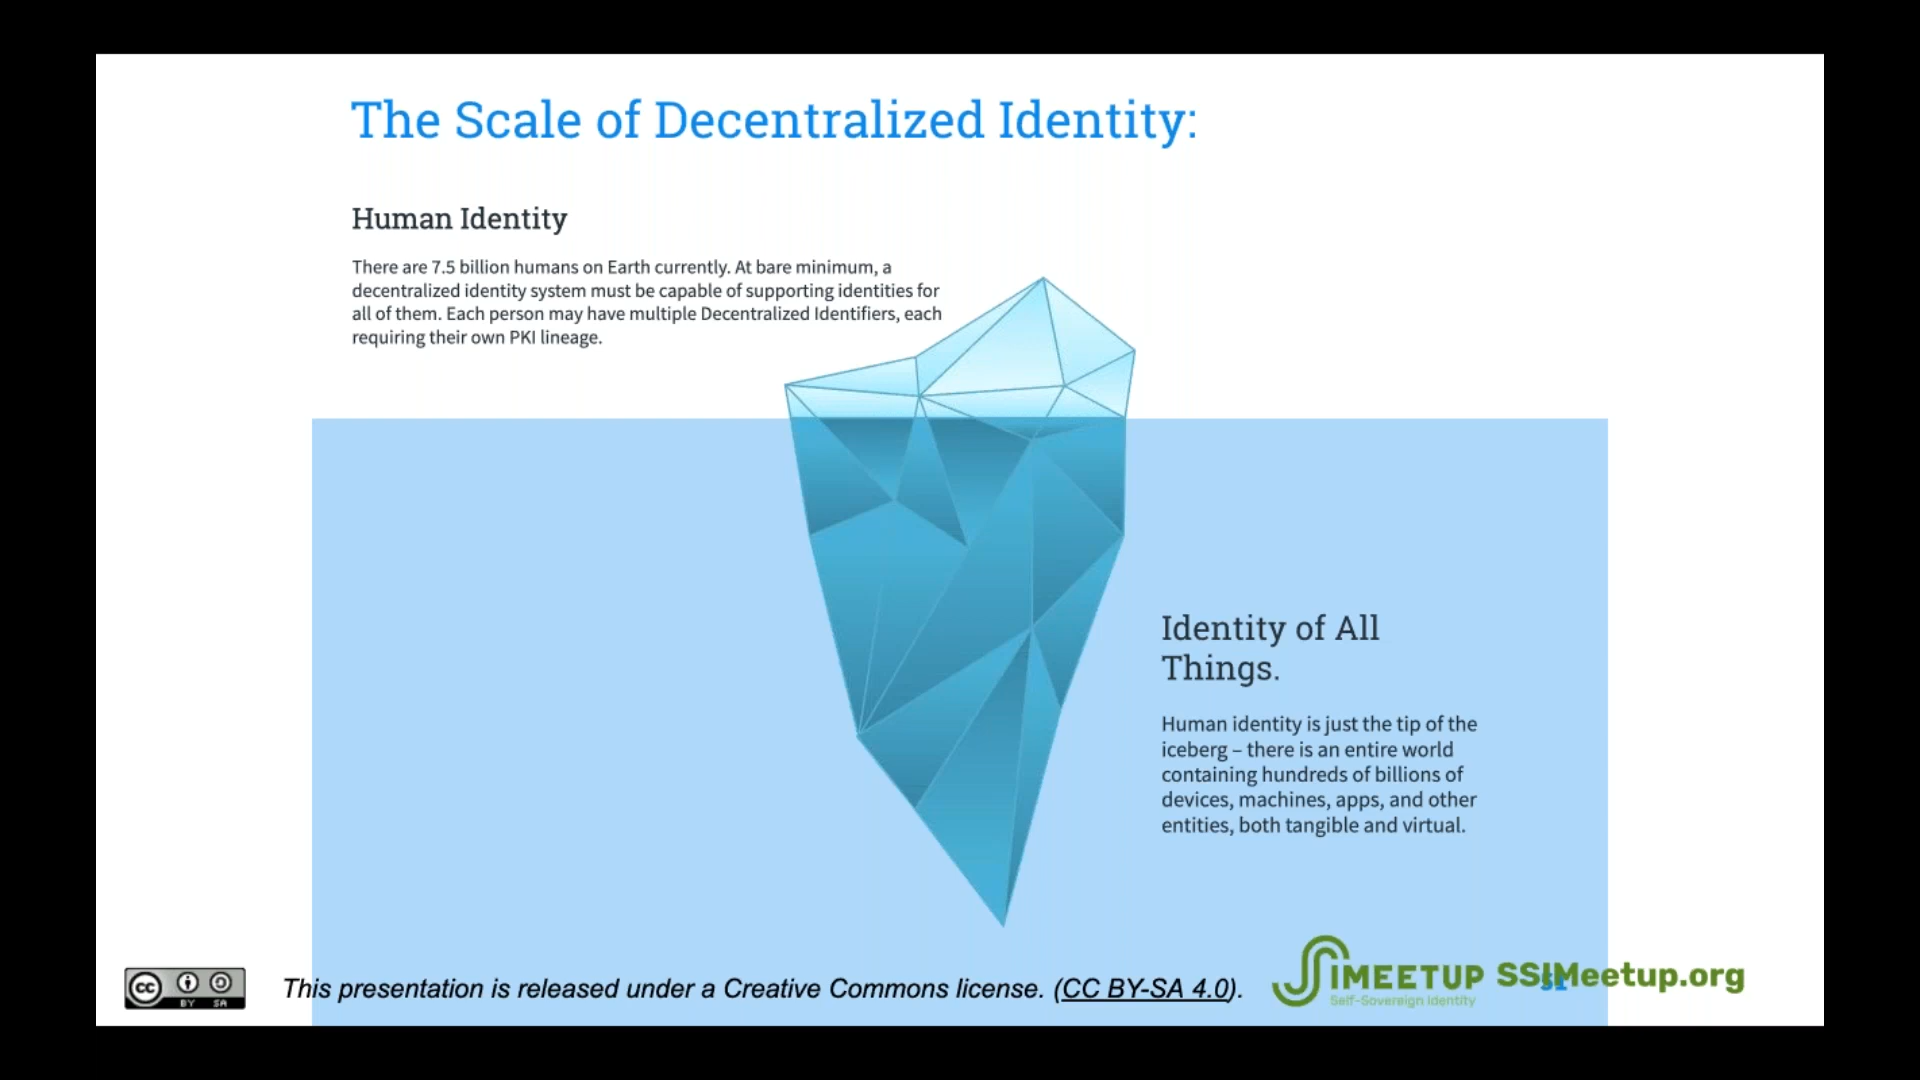 The Scale of Decentralized Identity:
Human Identity
There are 7.5 billion humans on Earth currently. At bare minimum, a
decentralized identity system must be capable of supporting identities for
all of them. Each person may have multiple Decentralized Identifiers, each
requiring their own PKI lineage.
Identity of All
Things.
Human identity is just the tip of the
iceberg – there is an entire world
containing hundreds of billions of
devices, machines, apps, and other
entities, both tangible and virtual.
cc BY SA
This presentation is released under a Creative Commons license. (CC BY-SA 4.0).
SSIMEETUP SSIMeetup.org
Self-Sovereign Identity